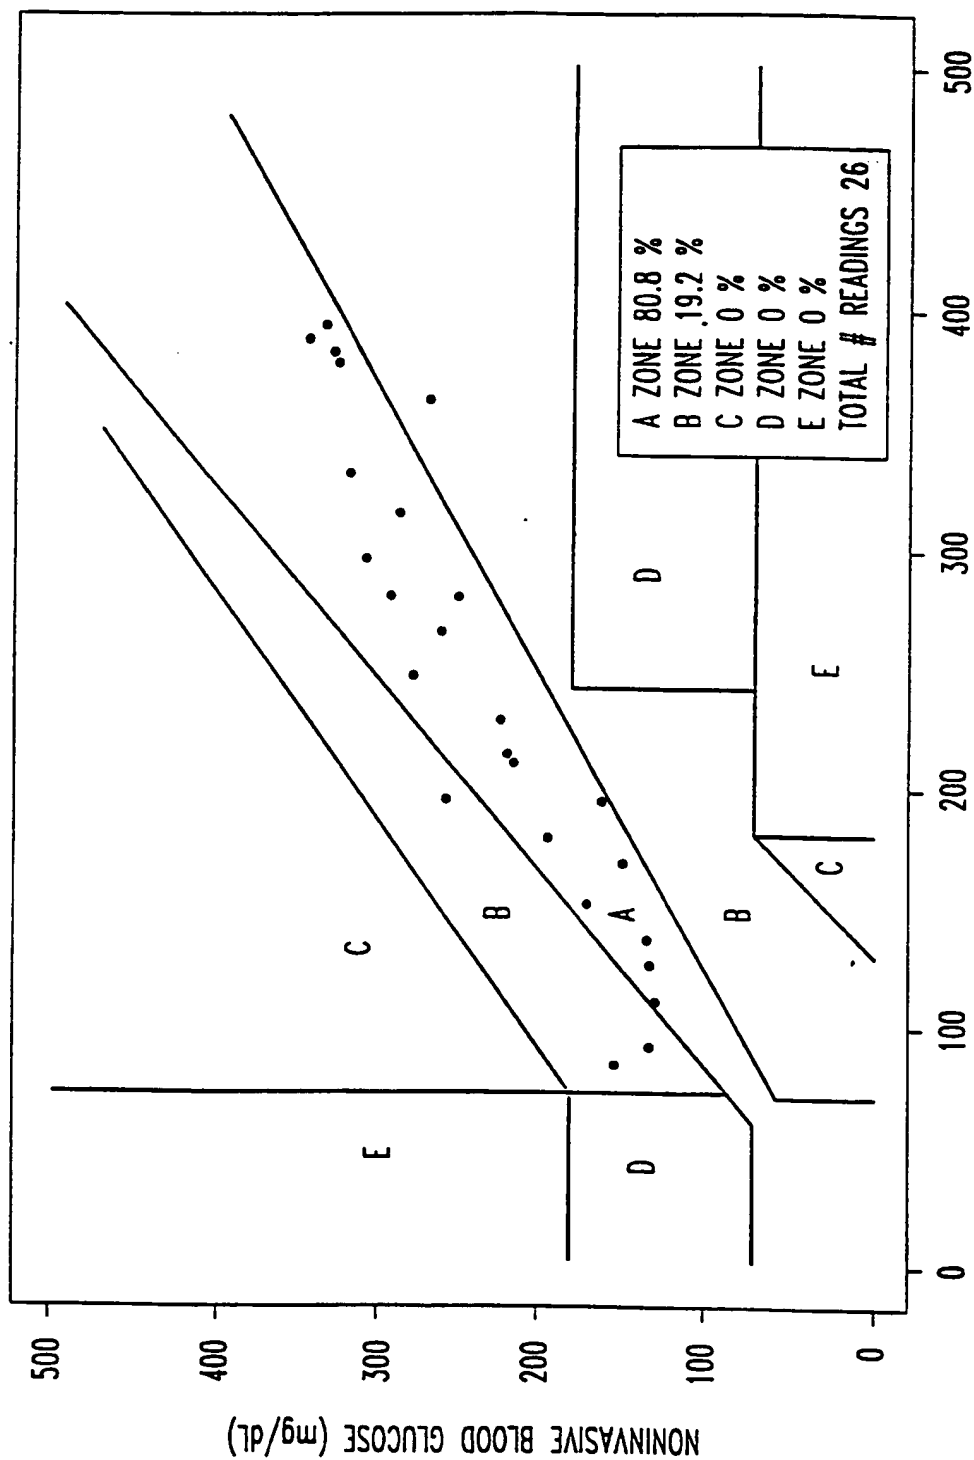 NONINVASIVE BLOOD GLUCOSE (mg/dL)
500
400
300
200
100
0
E
C
B
A
D
B
C
D
E
A ZONE 80.8 %
B ZONE 19.2 %
C ZONE 0 %
D ZONE 0 %
E ZONE 0 %
TOTAL # READINGS 26
0
100
200
300
400
500